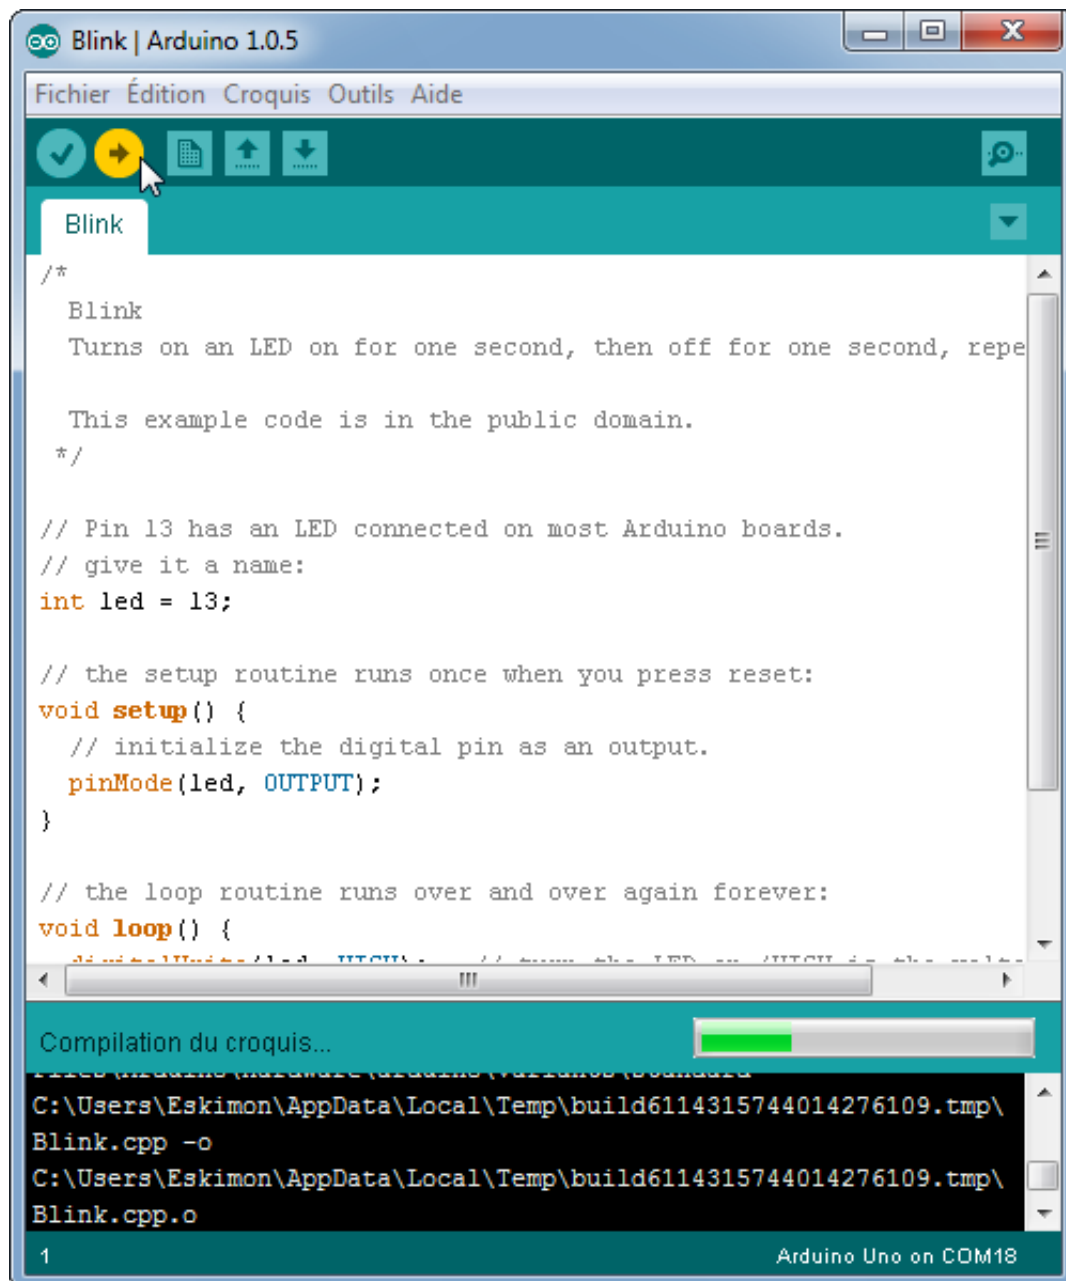 Blink | Arduino 1.0.5
Fichier Édition Croquis Outils Aide
Blink
/*
Blink
Turns on an LED on for one second, then off for one second, repe
This example code is in the public domain.
*/
// Pin 13 has an LED connected on most Arduino boards.
// give it a name:
int led = 13;
// the setup routine runs once when you press reset:
void setup() {
// initialize the digital pin as an output.
pinMode(led, OUTPUT);
}
// the loop routine runs over and over again forever:
void loop() {
Compilation du croquis...
C:\Users\Eskimon\AppData\Local\Temp\build6114315744014276109.tmp\
Blink.cpp -o
C:\Users\Eskimon\AppData\Local\Temp\build6114315744014276109.tmp\
Blink.cpp.o
1
Arduino Uno on COM18